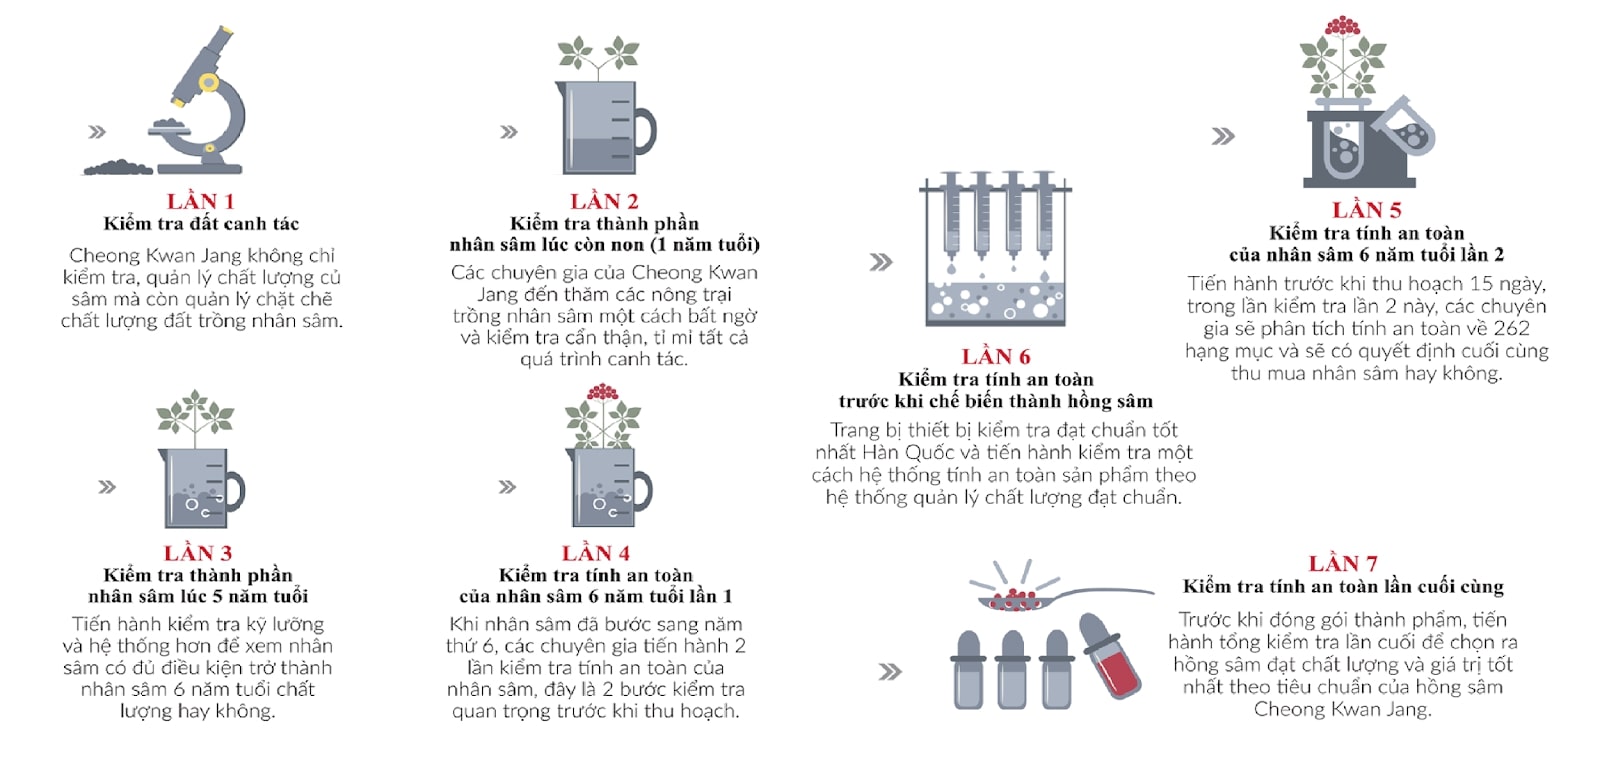 LẦN 1
Kiểm tra đất canh tác
Cheong Kwan Jang không chỉ
kiểm tra, quản lý chất lượng củ
sâm mà còn quản lý chặt chẽ
chất lượng đất trồng nhân sâm.
LẦN 2
Kiểm tra thành phần
nhân sâm lúc còn non (1 năm tuổi)
Các chuyên gia của Cheong Kwan
Jang đến thăm các nông trại
trồng nhân sâm một cách bất ngờ
và kiểm tra cẩn thận, tỉ mỉ tất cả
quá trình canh tác.
LẦN 3
Kiểm tra thành phần
nhân sâm lúc 5 năm tuổi
Tiến hành kiểm tra kỹ lưỡng
và hệ thống hơn để xem nhân
sâm có đủ điều kiện trở thành
nhân sâm 6 năm tuổi chất
lượng hay không.
LẦN 4
Kiểm tra tính an toàn
của nhân sâm 6 năm tuổi lần 1
Khi nhân sâm đã bước sang năm
thứ 6, các chuyên gia tiến hành 2
lần kiểm tra tính an toàn của
nhân sâm, đây là 2 bước kiểm tra
quan trọng trước khi thu hoạch.
LẦN 5
Kiểm tra tính an toàn
của nhân sâm 6 năm tuổi lần 2
Tiến hành trước khi thu hoạch 15 ngày,
trong lần kiểm tra lần 2 này, các chuyên
gia sẽ phân tích tính an toàn về 262
hạng mục và sẽ có quyết định cuối cùng
thu mua nhân sâm hay không.
LẦN 6
Kiểm tra tính an toàn
trước khi chế biến thành hồng sâm
Trang bị thiết bị kiểm tra đạt chuẩn tốt
nhất Hàn Quốc và tiến hành kiểm tra một
cách hệ thống tính an toàn sản phẩm theo
hệ thống quản lý chất lượng đạt chuẩn.
LẦN 7
Kiểm tra tính an toàn lần cuối cùng
Trước khi đóng gói thành phẩm, tiến
hành tổng kiểm tra lần cuối để chọn ra
hồng sâm đạt chất lượng và giá trị tốt
nhất theo tiêu chuẩn của hồng sâm
Cheong Kwan Jang.